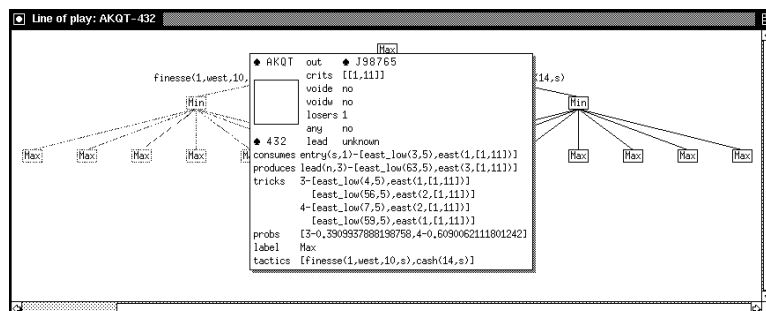 Line of play: AKQT-432
Max
♠ AKQT out ♠ J98765
crits [[1,11]]
finesse(1,west,10, 14,s)
voide no
Min voidw no Min
losers 1
any no
♠ 432 lead unknown
Max Max Max Max Max Max Max Max
consumes entry(s,1)-[east_low(3,5),east(1,[1,11])]
produces lead(n,3)-[east_low(63,5),east(3,[1,11])]
tricks 3-[east_low(4,5),east(1,[1,11])]
[east_low(56,5),east(2,[1,11])]
4-[east_low(7,5),east(2,[1,11])]
[east_low(59,5),east(1,[1,11])]
probs [3-0.3909937888198758,4-0.6090062111801242]
label Max
tactics [finesse(1,west,10,s),cash(14,s)]